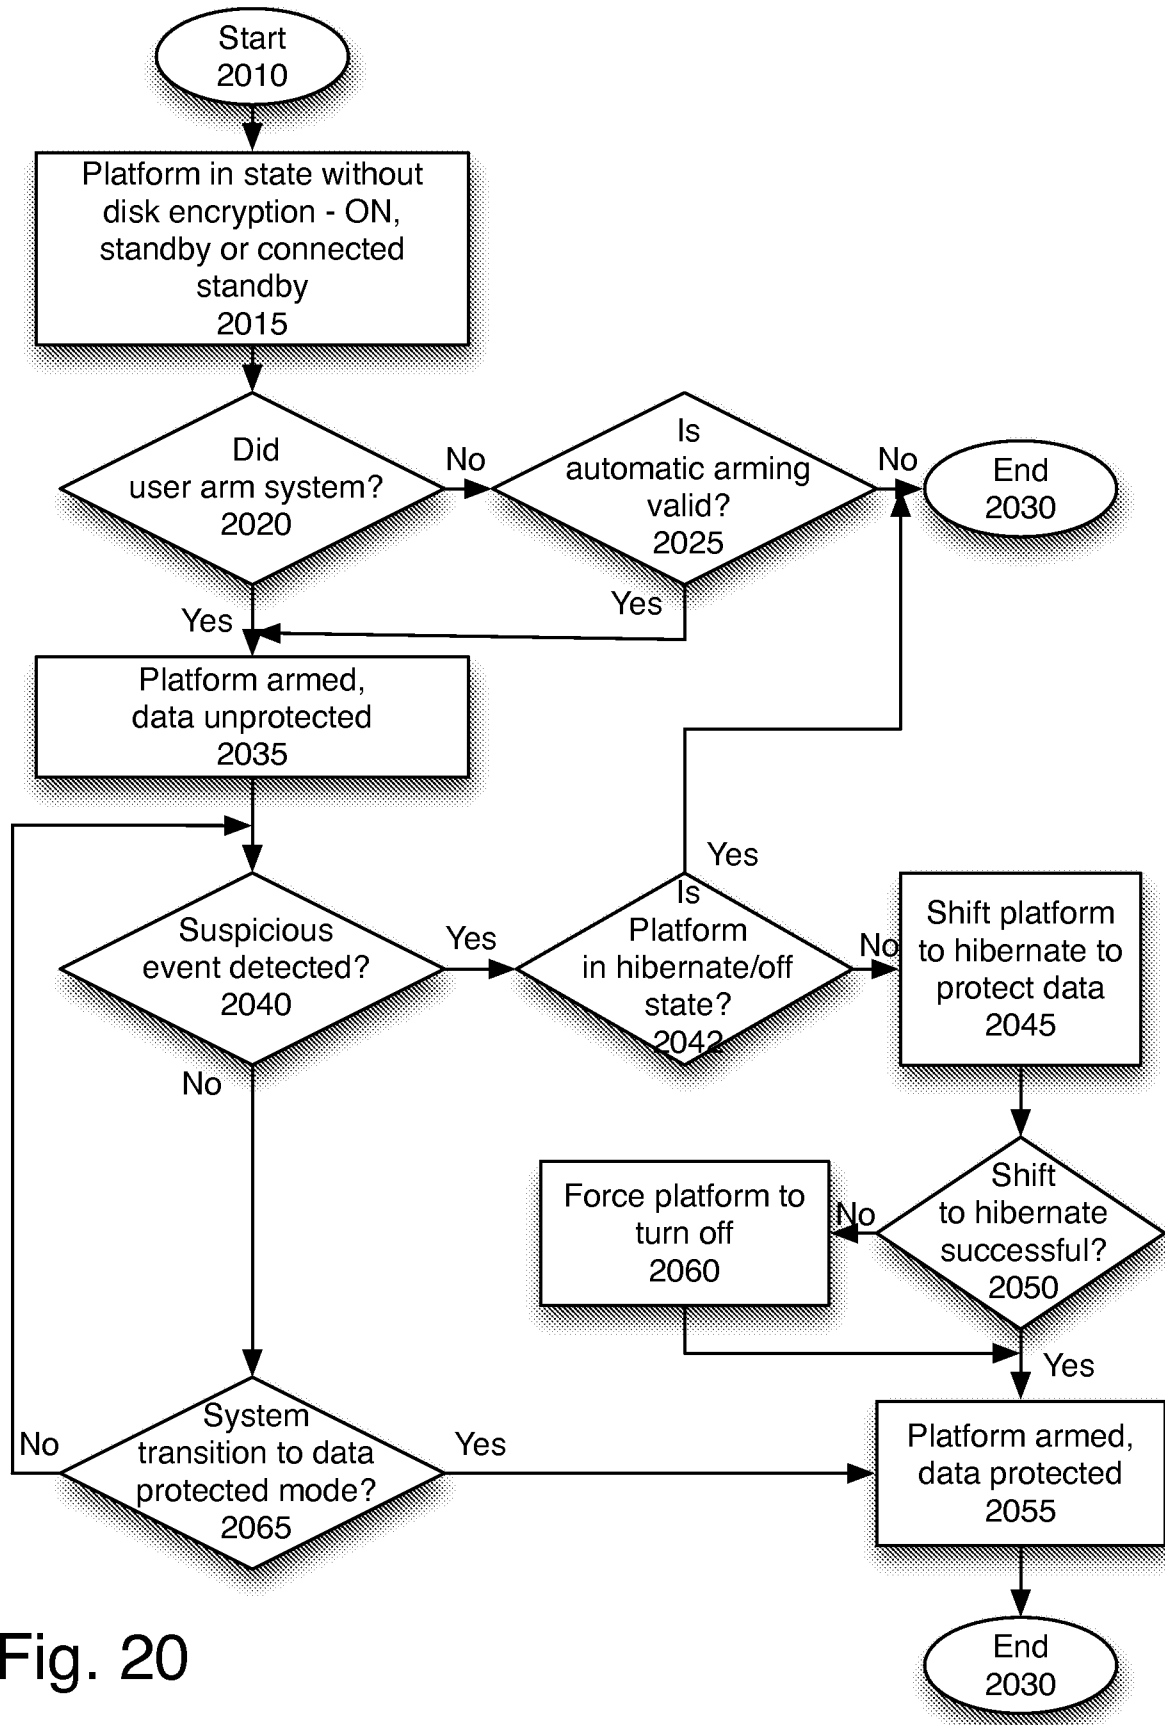 Start
2010
Platform in state without
disk encryption - ON,
standby or connected
standby
2015
Did
user arm system?
2020
No
Is
automatic arming
valid?
2025
No
End
2030
Yes
Yes
Platform armed,
data unprotected
2035
Suspicious
event detected?
2040
Yes
Is
Platform
in hibernate/off
state?
2042
Yes
No
Shift platform
to hibernate to
protect data
2045
No
Shift
to hibernate
successful?
2050
No
Force platform to
turn off
2060
Yes
System
transition to data
protected mode?
2065
No
Yes
Platform armed,
data protected
2055
End
2030
Fig. 20